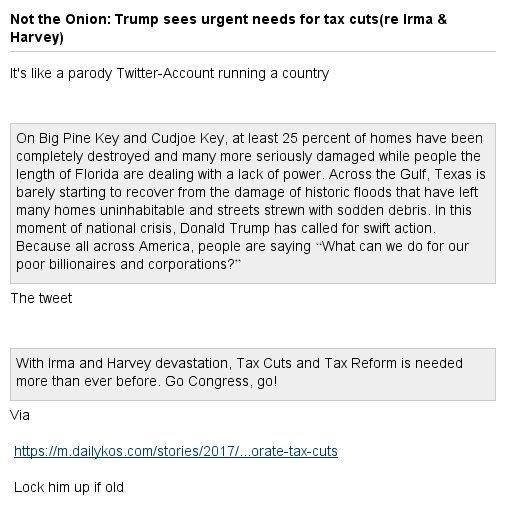 Not the Onion: Trump sees urgent needs for tax cuts(re Irma &
Harvey)
It's like a parody Twitter-Account running a country
On Big Pine Key and Cudjoe Key, at least 25 percent of homes have been
completely destroyed and many more seriously damaged while people the
length of Florida are dealing with a lack of power. Across the Gulf, Texas is
barely starting to recover from the damage of historic floods that have left
many homes uninhabitable and streets strewn with sodden debris. In this
moment of national crisis, Donald Trump has called for swift action.
Because all across America, people are saying “What can we do for our
poor billionaires and corporations?”
The tweet
With Irma and Harvey devastation, Tax Cuts and Tax Reform is needed
more than ever before. Go Congress, go!
Via
https://m.dailykos.com/stories/2017/...orate-tax-cuts
Lock him up if old